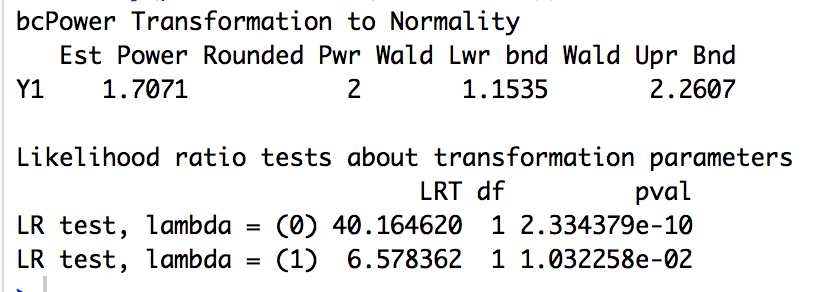 bcPower Transformation to Normality
   Est Power Rounded Pwr Wald Lwr bnd Wald Upr Bnd
Y1    1.7071           2       1.1535       2.2607
Likelihood ratio tests about transformation parameters
                            LRT df         pval
LR test, lambda = (0) 40.164620  1 2.334379e-10
LR test, lambda = (1)  6.578362  1 1.032258e-02